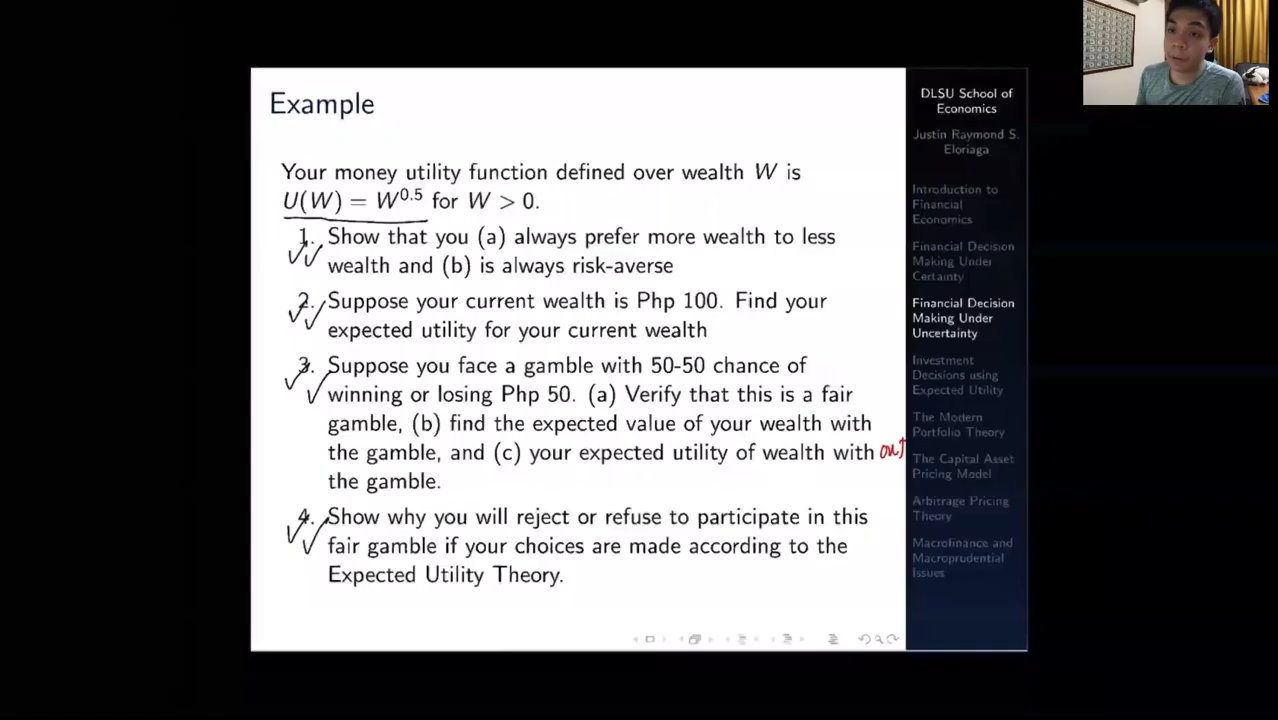 Example
Your money utility function defined over wealth W is
U(W) = W^0.5 for W > 0.
1. Show that you (a) always prefer more wealth to less
wealth and (b) is always risk-averse
2. Suppose your current wealth is Php 100. Find your
expected utility for your current wealth
3. Suppose you face a gamble with 50-50 chance of
winning or losing Php 50. (a) Verify that this is a fair
gamble, (b) find the expected value of your wealth with
the gamble, and (c) your expected utility of wealth with out
the gamble.
4. Show why you will reject or refuse to participate in this
fair gamble if your choices are made according to the
Expected Utility Theory.
DLSU School of
Economics
Justin Raymond S.
Eloriaga
Introduction to
Financial
Economics
Financial Decision
Making Under
Certainty
Financial Decision
Making Under
Uncertainty
Investment
Decisions using
Expected Utility
The Modern
Portfolio Theory
The Capital Asset
Pricing Model
Arbitrage Pricing
Theory
Macrofinance and
Macroprudential
Issues